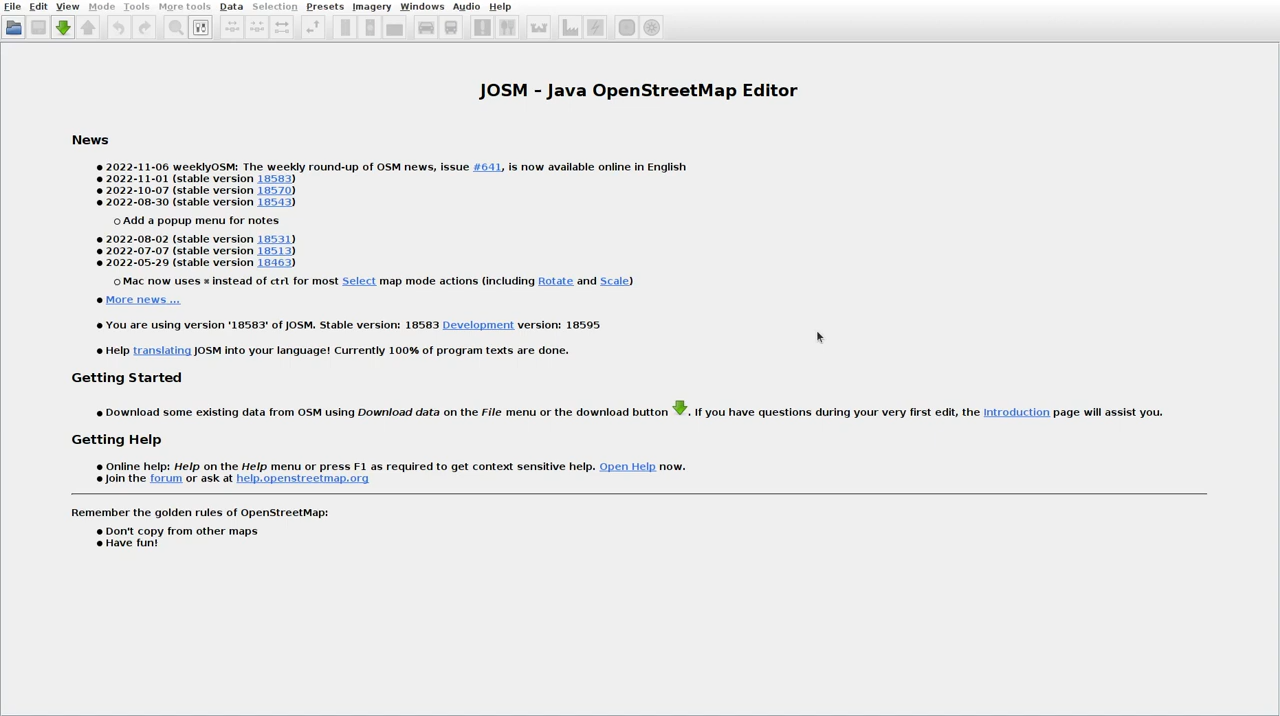 File Edit View Mode Tools More tools Data Selection Presets Imagery Windows Audio Help
JOSM – Java OpenStreetMap Editor
News
2022-11-06 weeklyOSM: The weekly round-up of OSM news, issue #641, is now available online in English
2022-11-01 (stable version 18583)
2022-10-07 (stable version 18570)
2022-08-30 (stable version 18543)
Add a popup menu for notes
2022-08-02 (stable version 18531)
2022-07-07 (stable version 18513)
2022-05-29 (stable version 18463)
Mac now uses ⌘ instead of ctrl for most Select map mode actions (including Rotate and Scale)
More news ...
You are using version '18583' of JOSM. Stable version: 18583 Development version: 18595
Help translating JOSM into your language! Currently 100% of program texts are done.
Getting Started
Download some existing data from OSM using Download data on the File menu or the download button . If you have questions during your very first edit, the Introduction page will assist you.
Getting Help
Online help: Help on the Help menu or press F1 as required to get context sensitive help. Open Help now.
Join the forum or ask at help.openstreetmap.org
Remember the golden rules of OpenStreetMap:
Don't copy from other maps
Have fun!